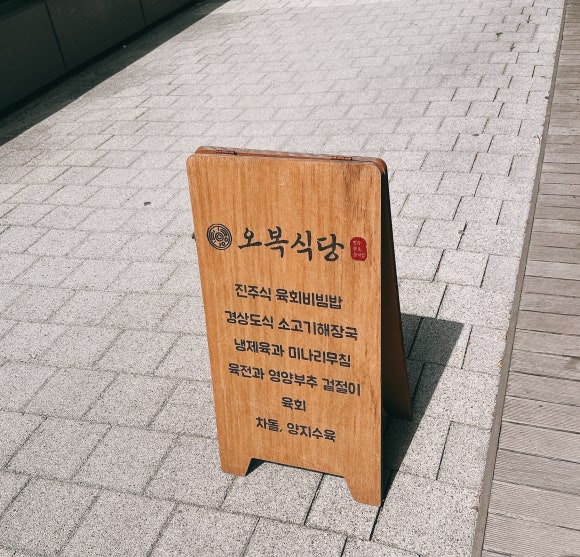 오복식당
진주식 육회비빔밥
경상도식 소고기해장국
냉제육과 미나리무침
육전과 영양부추 겉절이
육회
차돌, 양지수육